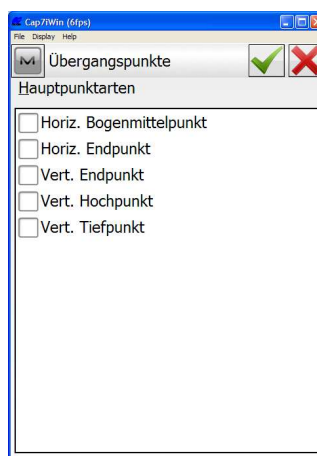 Cap7iWin (6fps)
File Display Help
M Übergangspunkte
Hauptpunktarten
Horiz. Bogenmittelpunkt
Horiz. Endpunkt
Vert. Endpunkt
Vert. Hochpunkt
Vert. Tiefpunkt